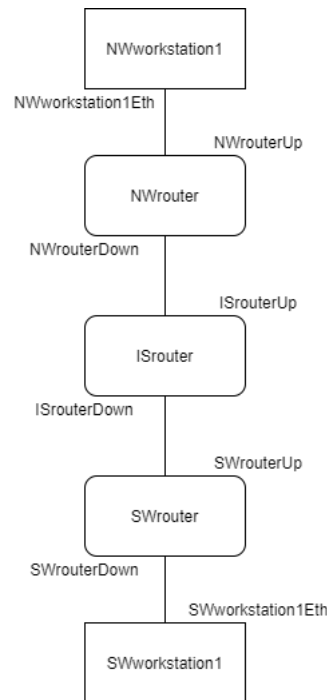 NWworkstation1
NWworkstation1Eth
NWrouterUp
NWrouter
NWrouterDown
ISrouterUp
ISrouter
ISrouterDown
SWrouterUp
SWrouter
SWrouterDown
SWworkstation1Eth
SWworkstation1